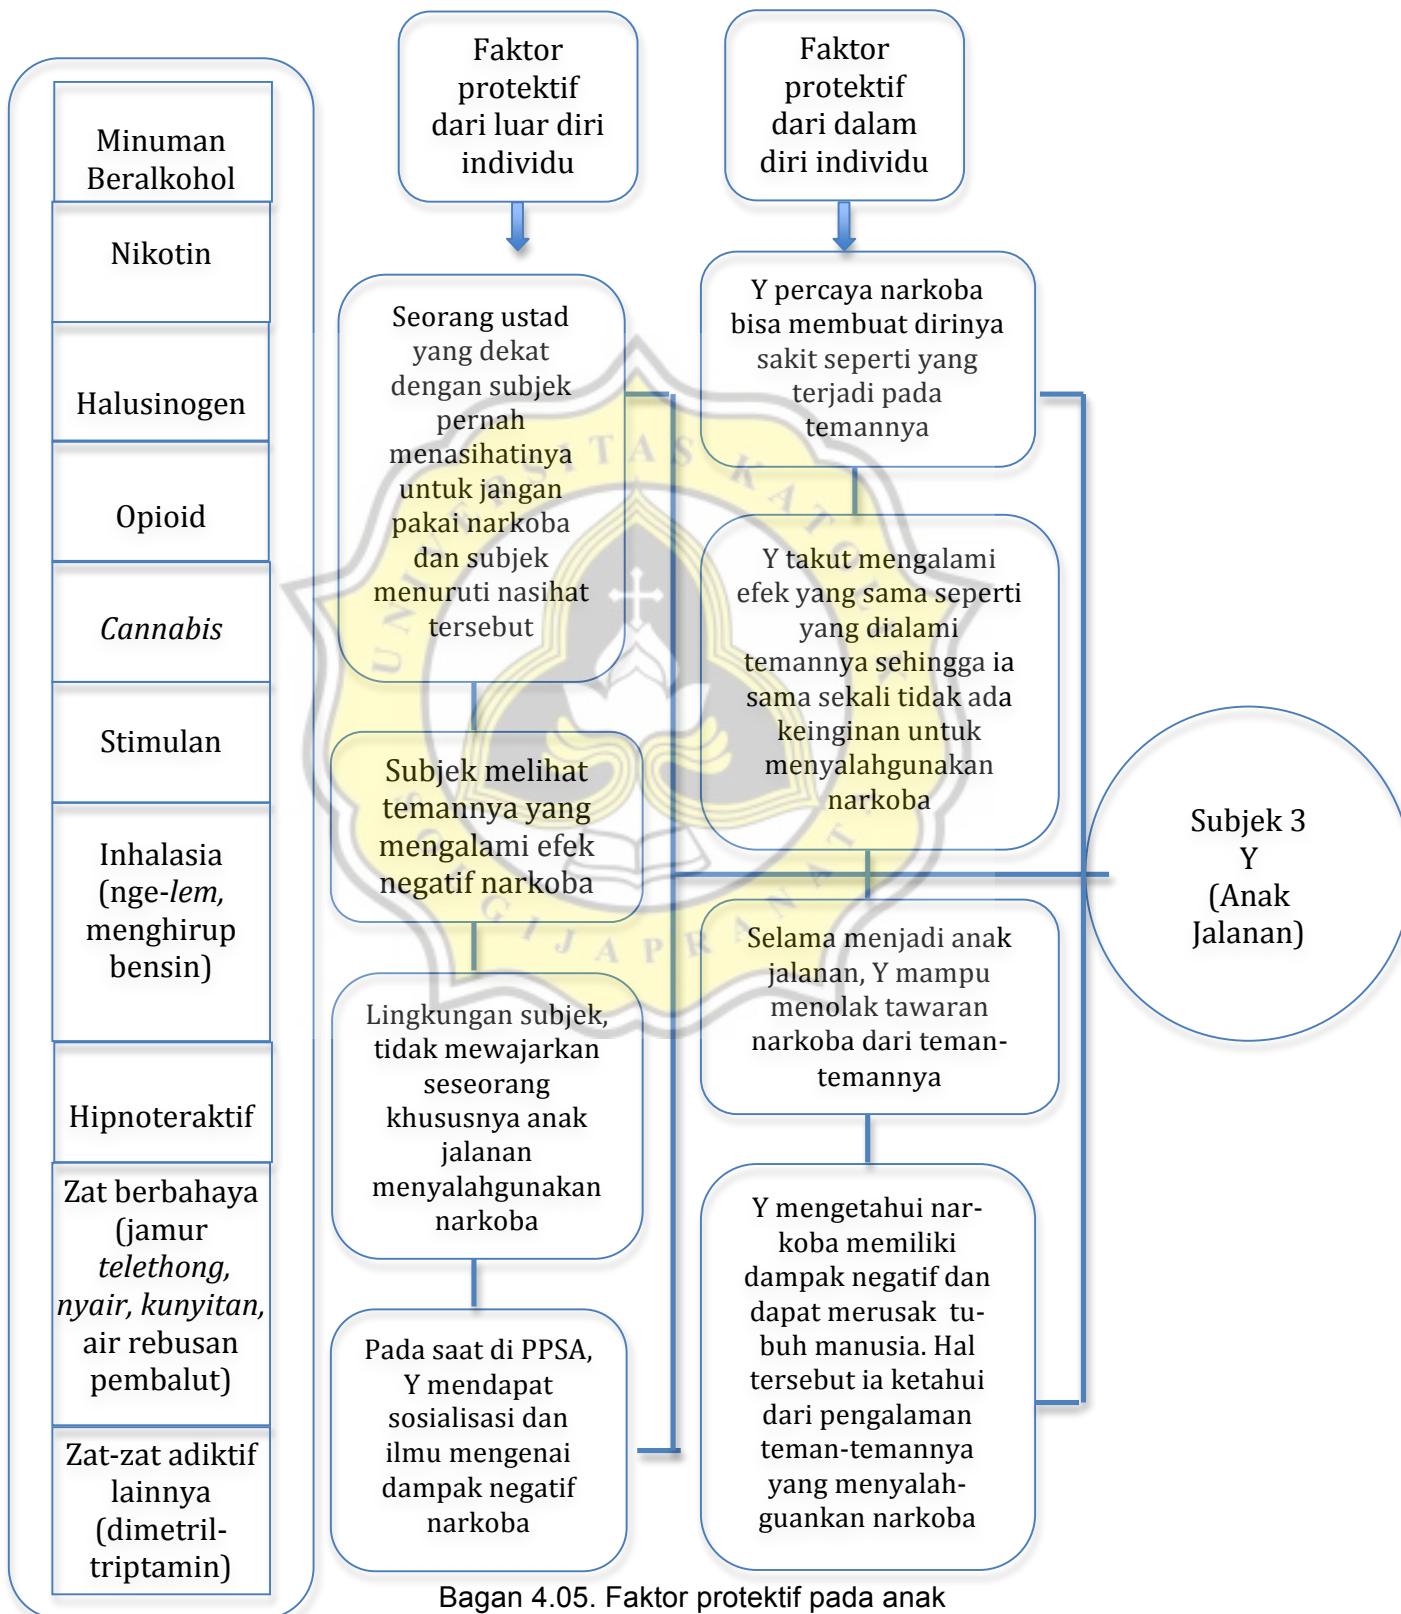 Minuman
Beralkohol
Nikotin
Halusinogen
Opioid
Cannabis
Stimulan
Inhalasia
(nge-lem,
menghirup
bensin)
Hipnoteraktif
Zat berbahaya
(jamur
telethong,
nyair, kunyitan,
air rebusan
pembalut)
Zat-zat adiktif
lainnya
(dimetril-
triptamin)
Faktor
protektif
dari luar diri
individu
Seorang ustad
yang dekat
dengan subjek
pernah
menasihatinya
untuk jangan
pakai narkoba
dan subjek
menuruti nasihat
tersebut
Subjek melihat
temannya yang
mengalami efek
negatif narkoba
Lingkungan subjek,
tidak mewajarkan
seseorang
khususnya anak
jalanan
menyalahgunakan
narkoba
Pada saat di PPSA,
Y mendapat
sosialisasi dan
ilmu mengenai
dampak negatif
narkoba
Faktor
protektif
dari dalam
diri individu
Y percaya narkoba
bisa membuat dirinya
sakit seperti yang
terjadi pada
temannya
Y takut mengalami
efek yang sama seperti
yang dialami
temannya sehingga ia
sama sekali tidak ada
keinginan untuk
menyalahgunakan
narkoba
Selama menjadi anak
jalanan, Y mampu
menolak tawaran
narkoba dari teman-
temannya
Y mengetahui nar-
koba memiliki
dampak negatif dan
dapat merusak tu-
buh manusia. Hal
tersebut ia ketahui
dari pengalaman
teman-temannya
yang menyalah-
guankan narkoba
Subjek 3
Y
(Anak
Jalanan)
UNIVERSITAS KATOLIK
SOEGIJAPRANATA
Bagan 4.05. Faktor protektif pada anak